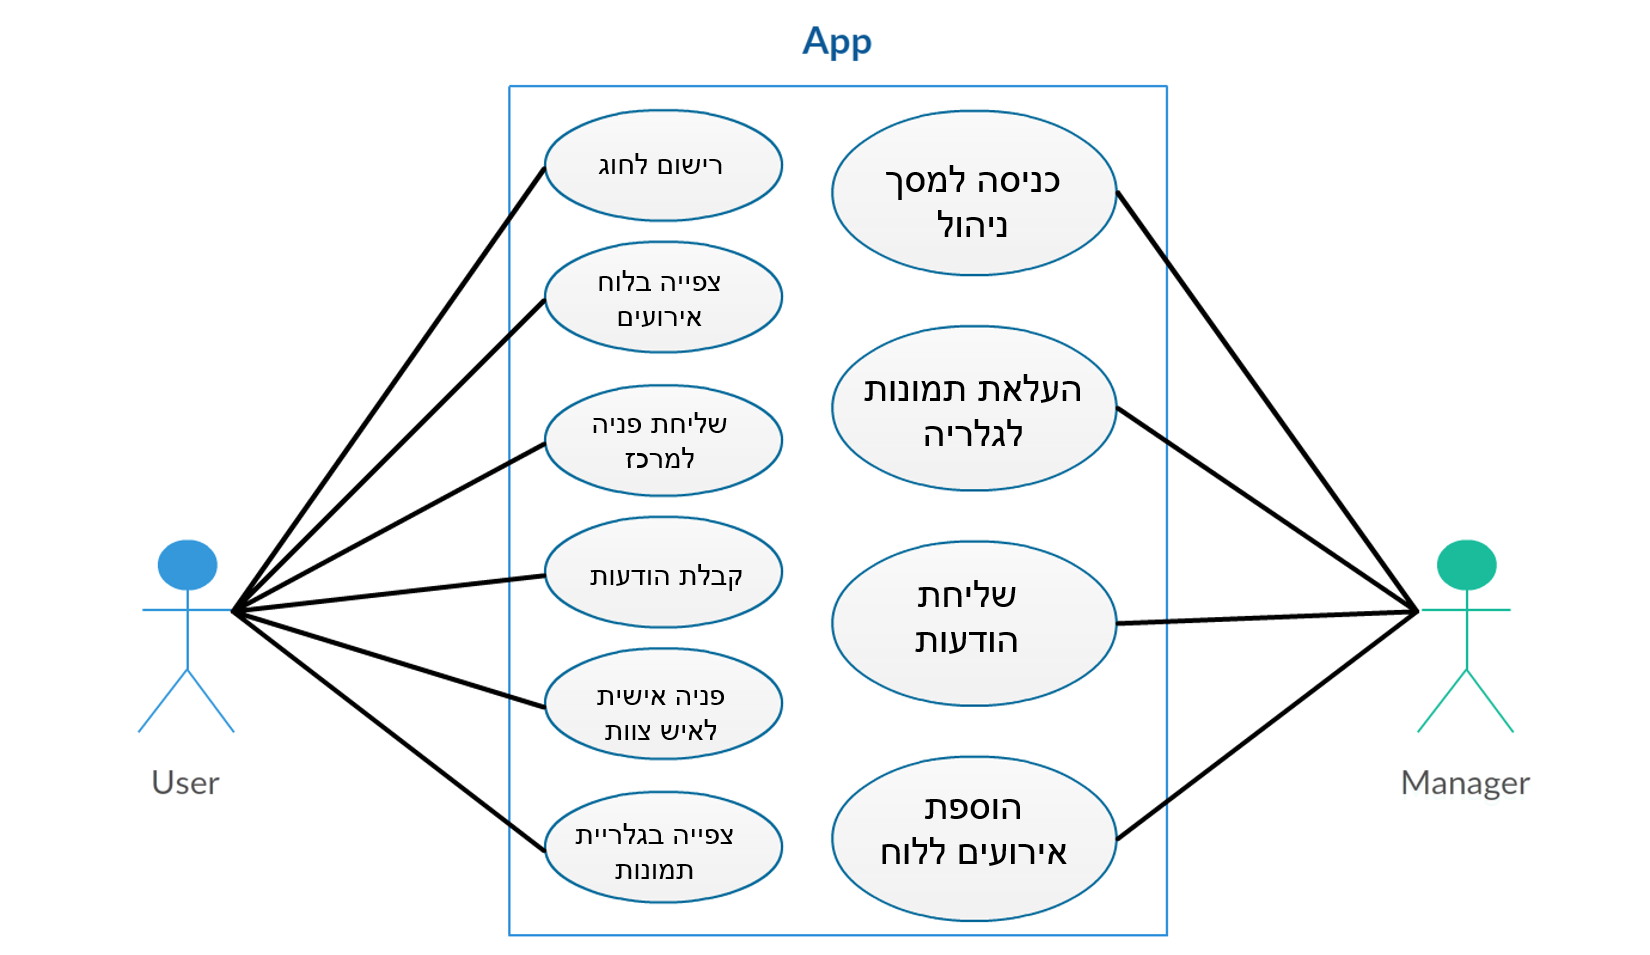 App
רישום לחוג
צפייה בלוח
אירועים
שליחת פניה
למרכז
קבלת הודעות
פניה אישית
לאיש צוות
צפייה בגלריית
תמונות
כניסה למסך
ניהול
העלאת תמונות
לגלריה
שליחת
הודעות
הוספת
אירועים ללוח
User
Manager